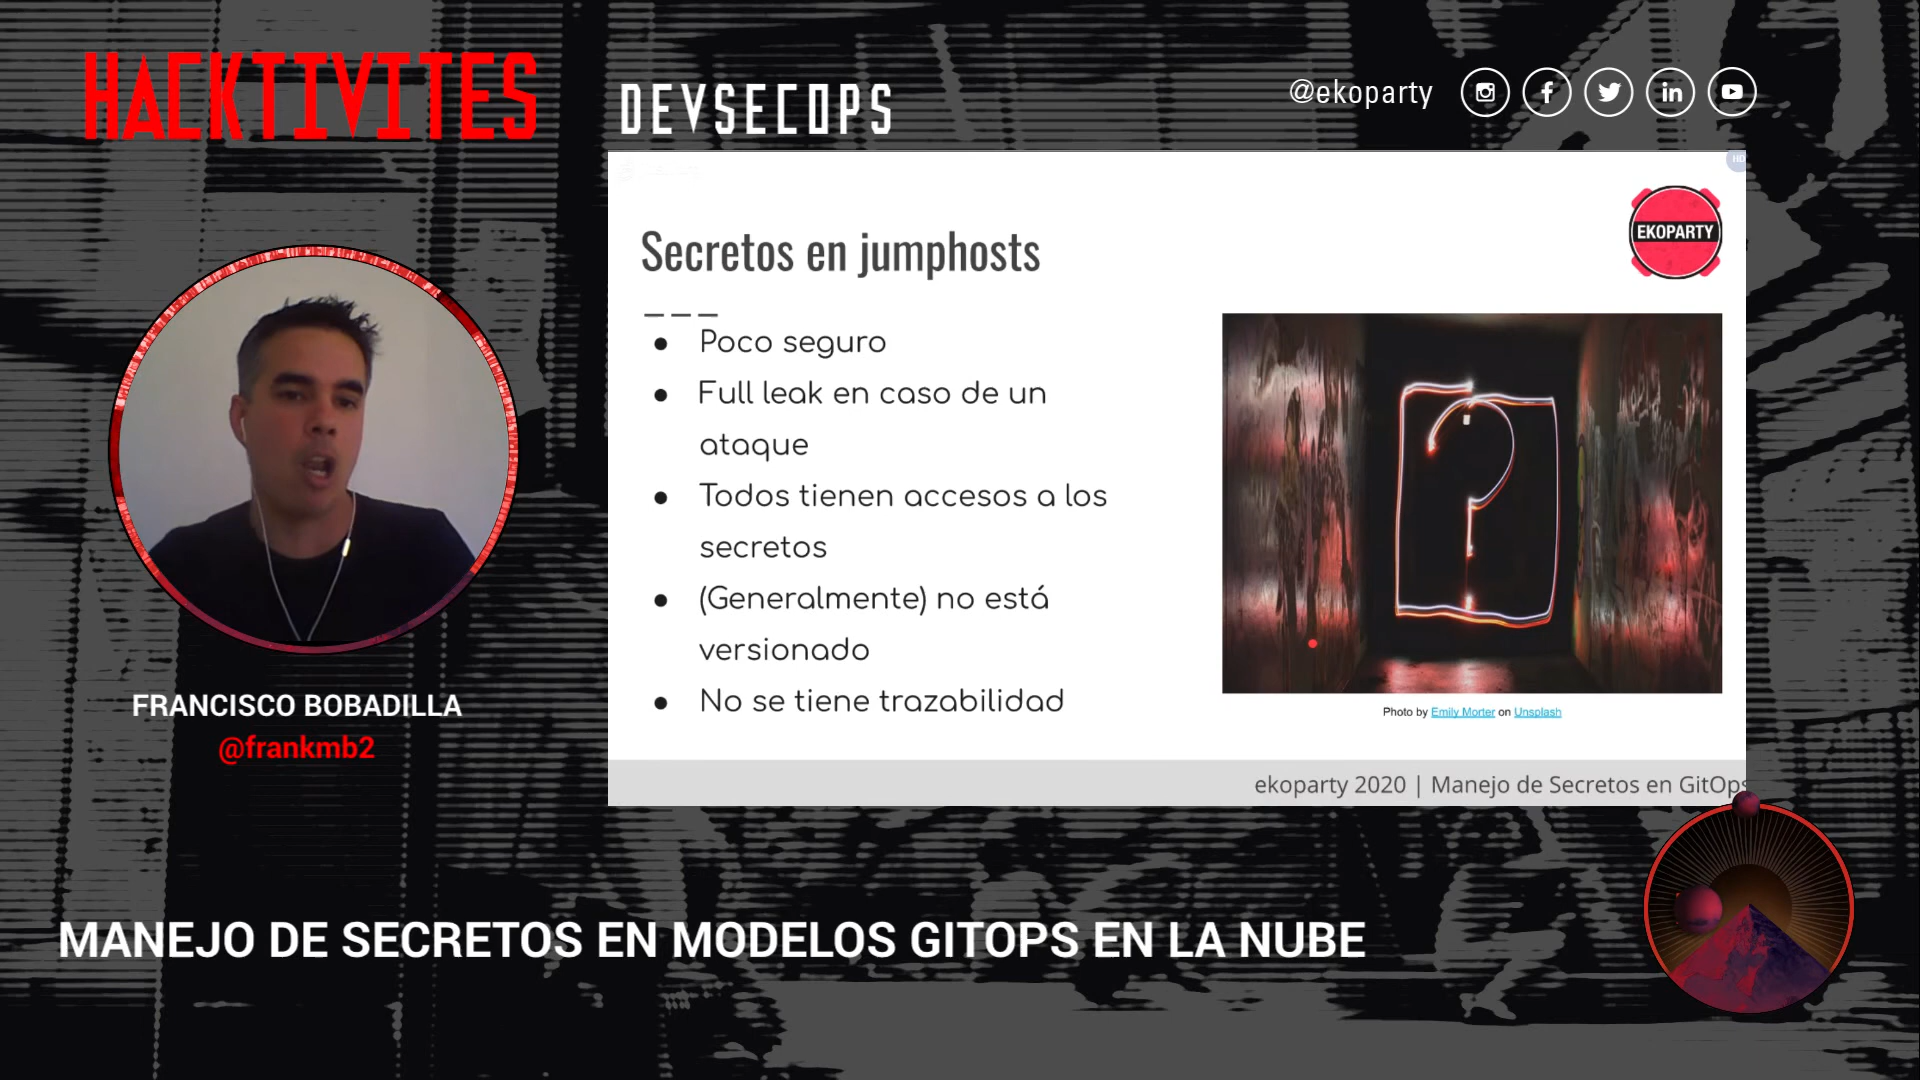 HACKTIVITES
DEVSECOPS
@ekoparty
HD
EKOPARTY
Secretos en jumphosts
● Poco seguro
● Full leak en caso de un
ataque
● Todos tienen accesos a los
secretos
● (Generalmente) no está
versionado
● No se tiene trazabilidad
Photo by Emily Morter on Unsplash
ekoparty 2020 | Manejo de Secretos en GitOps
FRANCISCO BOBADILLA
@frankmb2
MANEJO DE SECRETOS EN MODELOS GITOPS EN LA NUBE